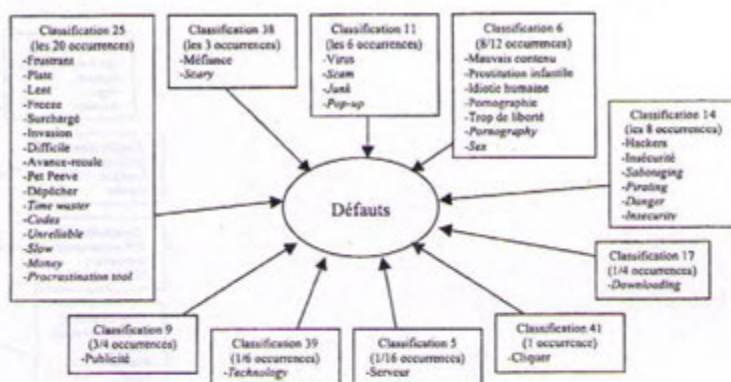 Classification 25
(les 20 occurrences)
-Frustrant
-Plate
-Lent
-Freeze
-Surchargé
-Invasion
-Difficile
-Avance-recule
-Pet Peeve
-Dépêcher
-Time waster
-Codes
-Unreliable
-Slow
-Money
-Procrastination tool
Classification 38
(les 3 occurrences)
-Méfiance
-Scary
Classification 11
(les 6 occurrences)
-Virus
-Scam
-Junk
-Pop-up
Classification 6
(8/12 occurrences)
-Mauvais contenu
-Prostitution infantile
-Idiotic humaine
-Pornographie
-Trop de liberté
-Pornography
-Sex
Classification 14
(les 8 occurrences)
-Hackers
-Insécurité
-Sabotaging
-Pirating
-Danger
-Insecurity
Défauts
Classification 17
(1/4 occurrences)
-Downloading
Classification 9
(3/4 occurrences)
-Publicité
Classification 39
(1/6 occurrences)
-Technology
Classification 5
(1/16 occurrences)
-Serveur
Classification 41
(1 occurrence)
-Cliquer